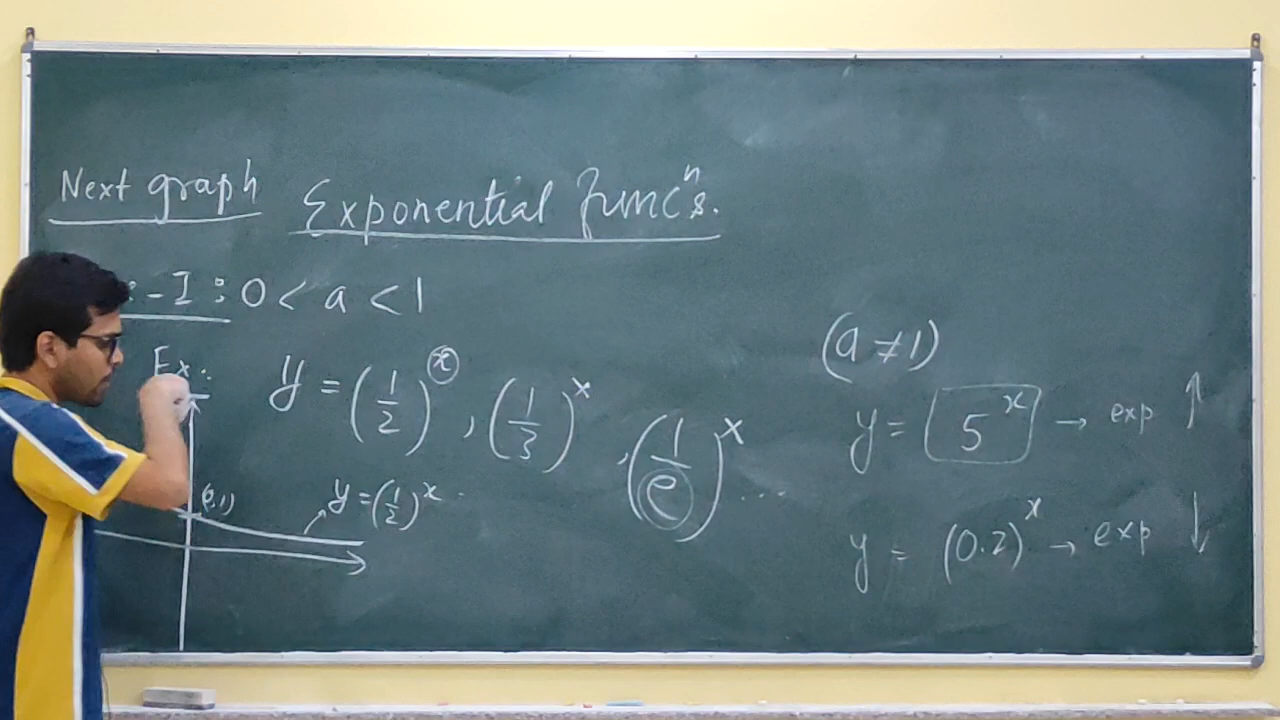 Next graph Exponential funcⁿs.
-I : 0 < a < 1
Ex:
y = (1/2)^x , (1/3)^x , (1/e)^x ...
(0,1)
y = (1/2)^x
(a ≠ 1)
y = 5^x → exp ↑
y = (0.2)^x → exp ↓